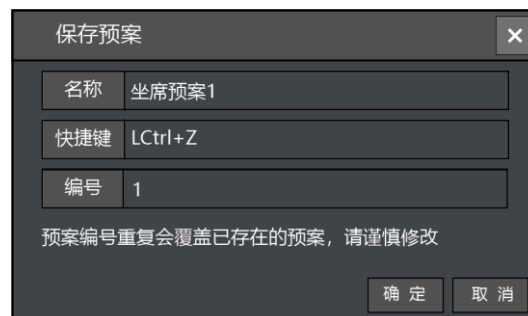 保存预案
名称 坐席预案1
快捷键 LCtrl+Z
编号 1
预案编号重复会覆盖已存在的预案，请谨慎修改
确 定 取 消